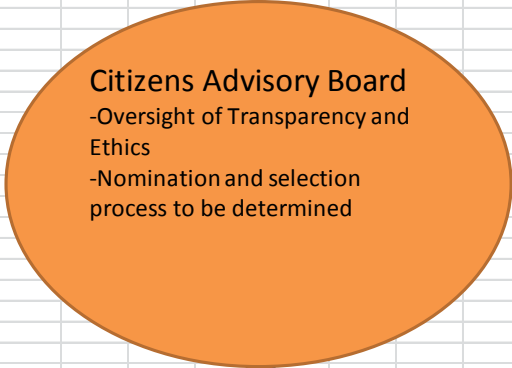 Citizens Advisory Board
-Oversight of Transparency and
Ethics
-Nomination and selection
process to be determined